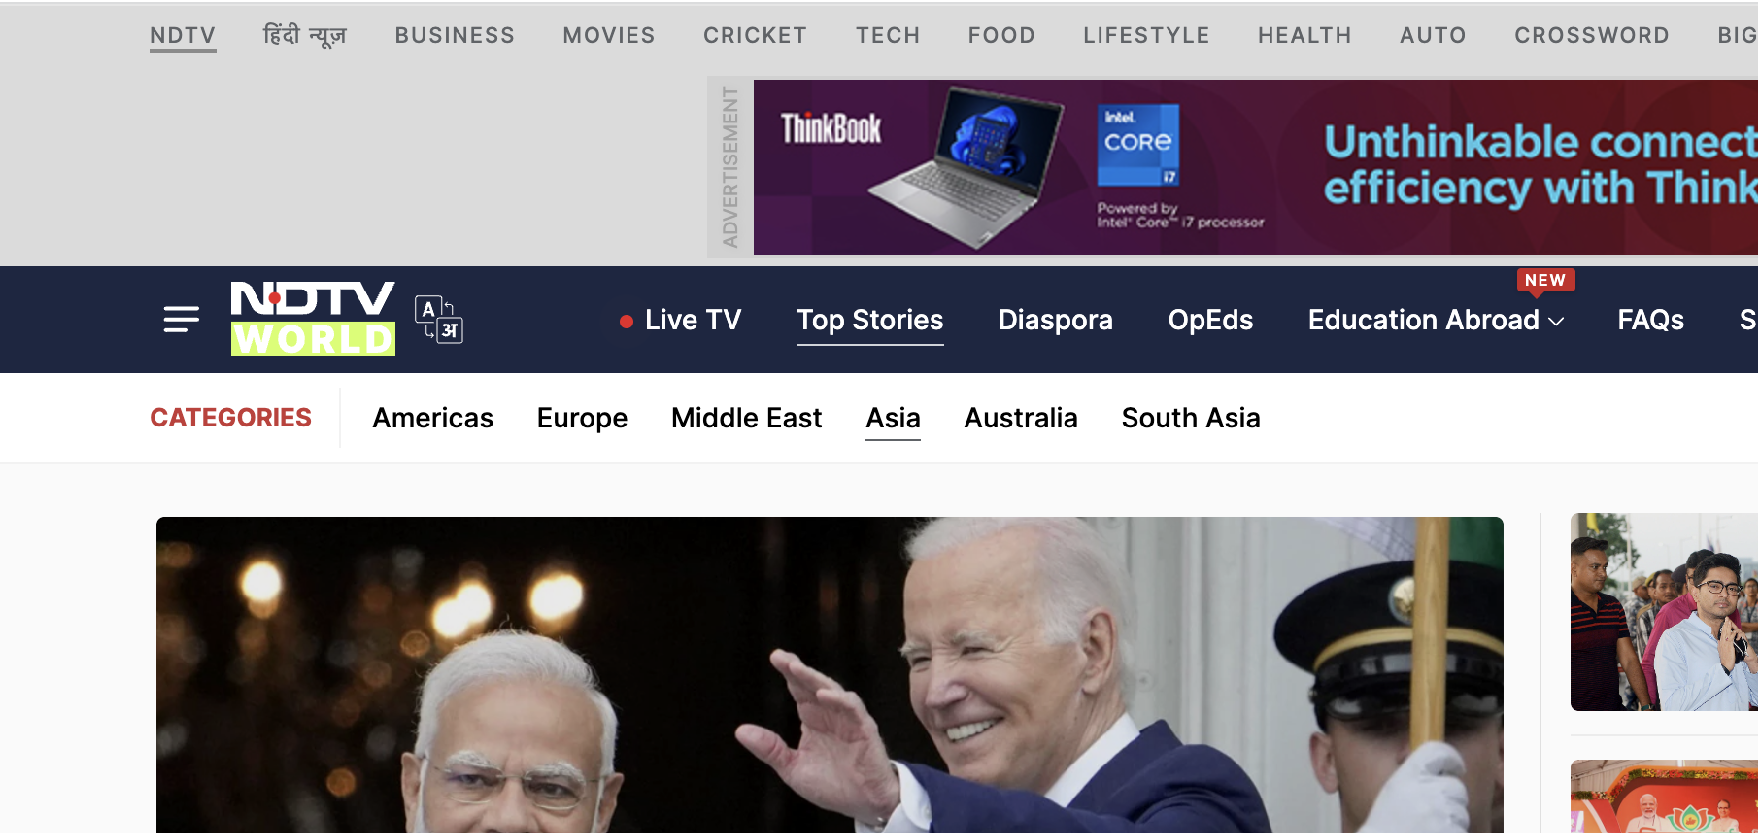 NDTV हिंदी न्यूज़ BUSINESS MOVIES CRICKET TECH FOOD LIFESTYLE HEALTH AUTO CROSSWORD BIG
ADVERTISEMENT
ThinkBook
intel
CORE
i7
Powered by
Intel® Core™ i7 processor
Unthinkable connect
efficiency with Think
NDTV
WORLD
A
अ
Live TV Top Stories Diaspora OpEds Education Abroad FAQs S
NEW
CATEGORIES Americas Europe Middle East Asia Australia South Asia